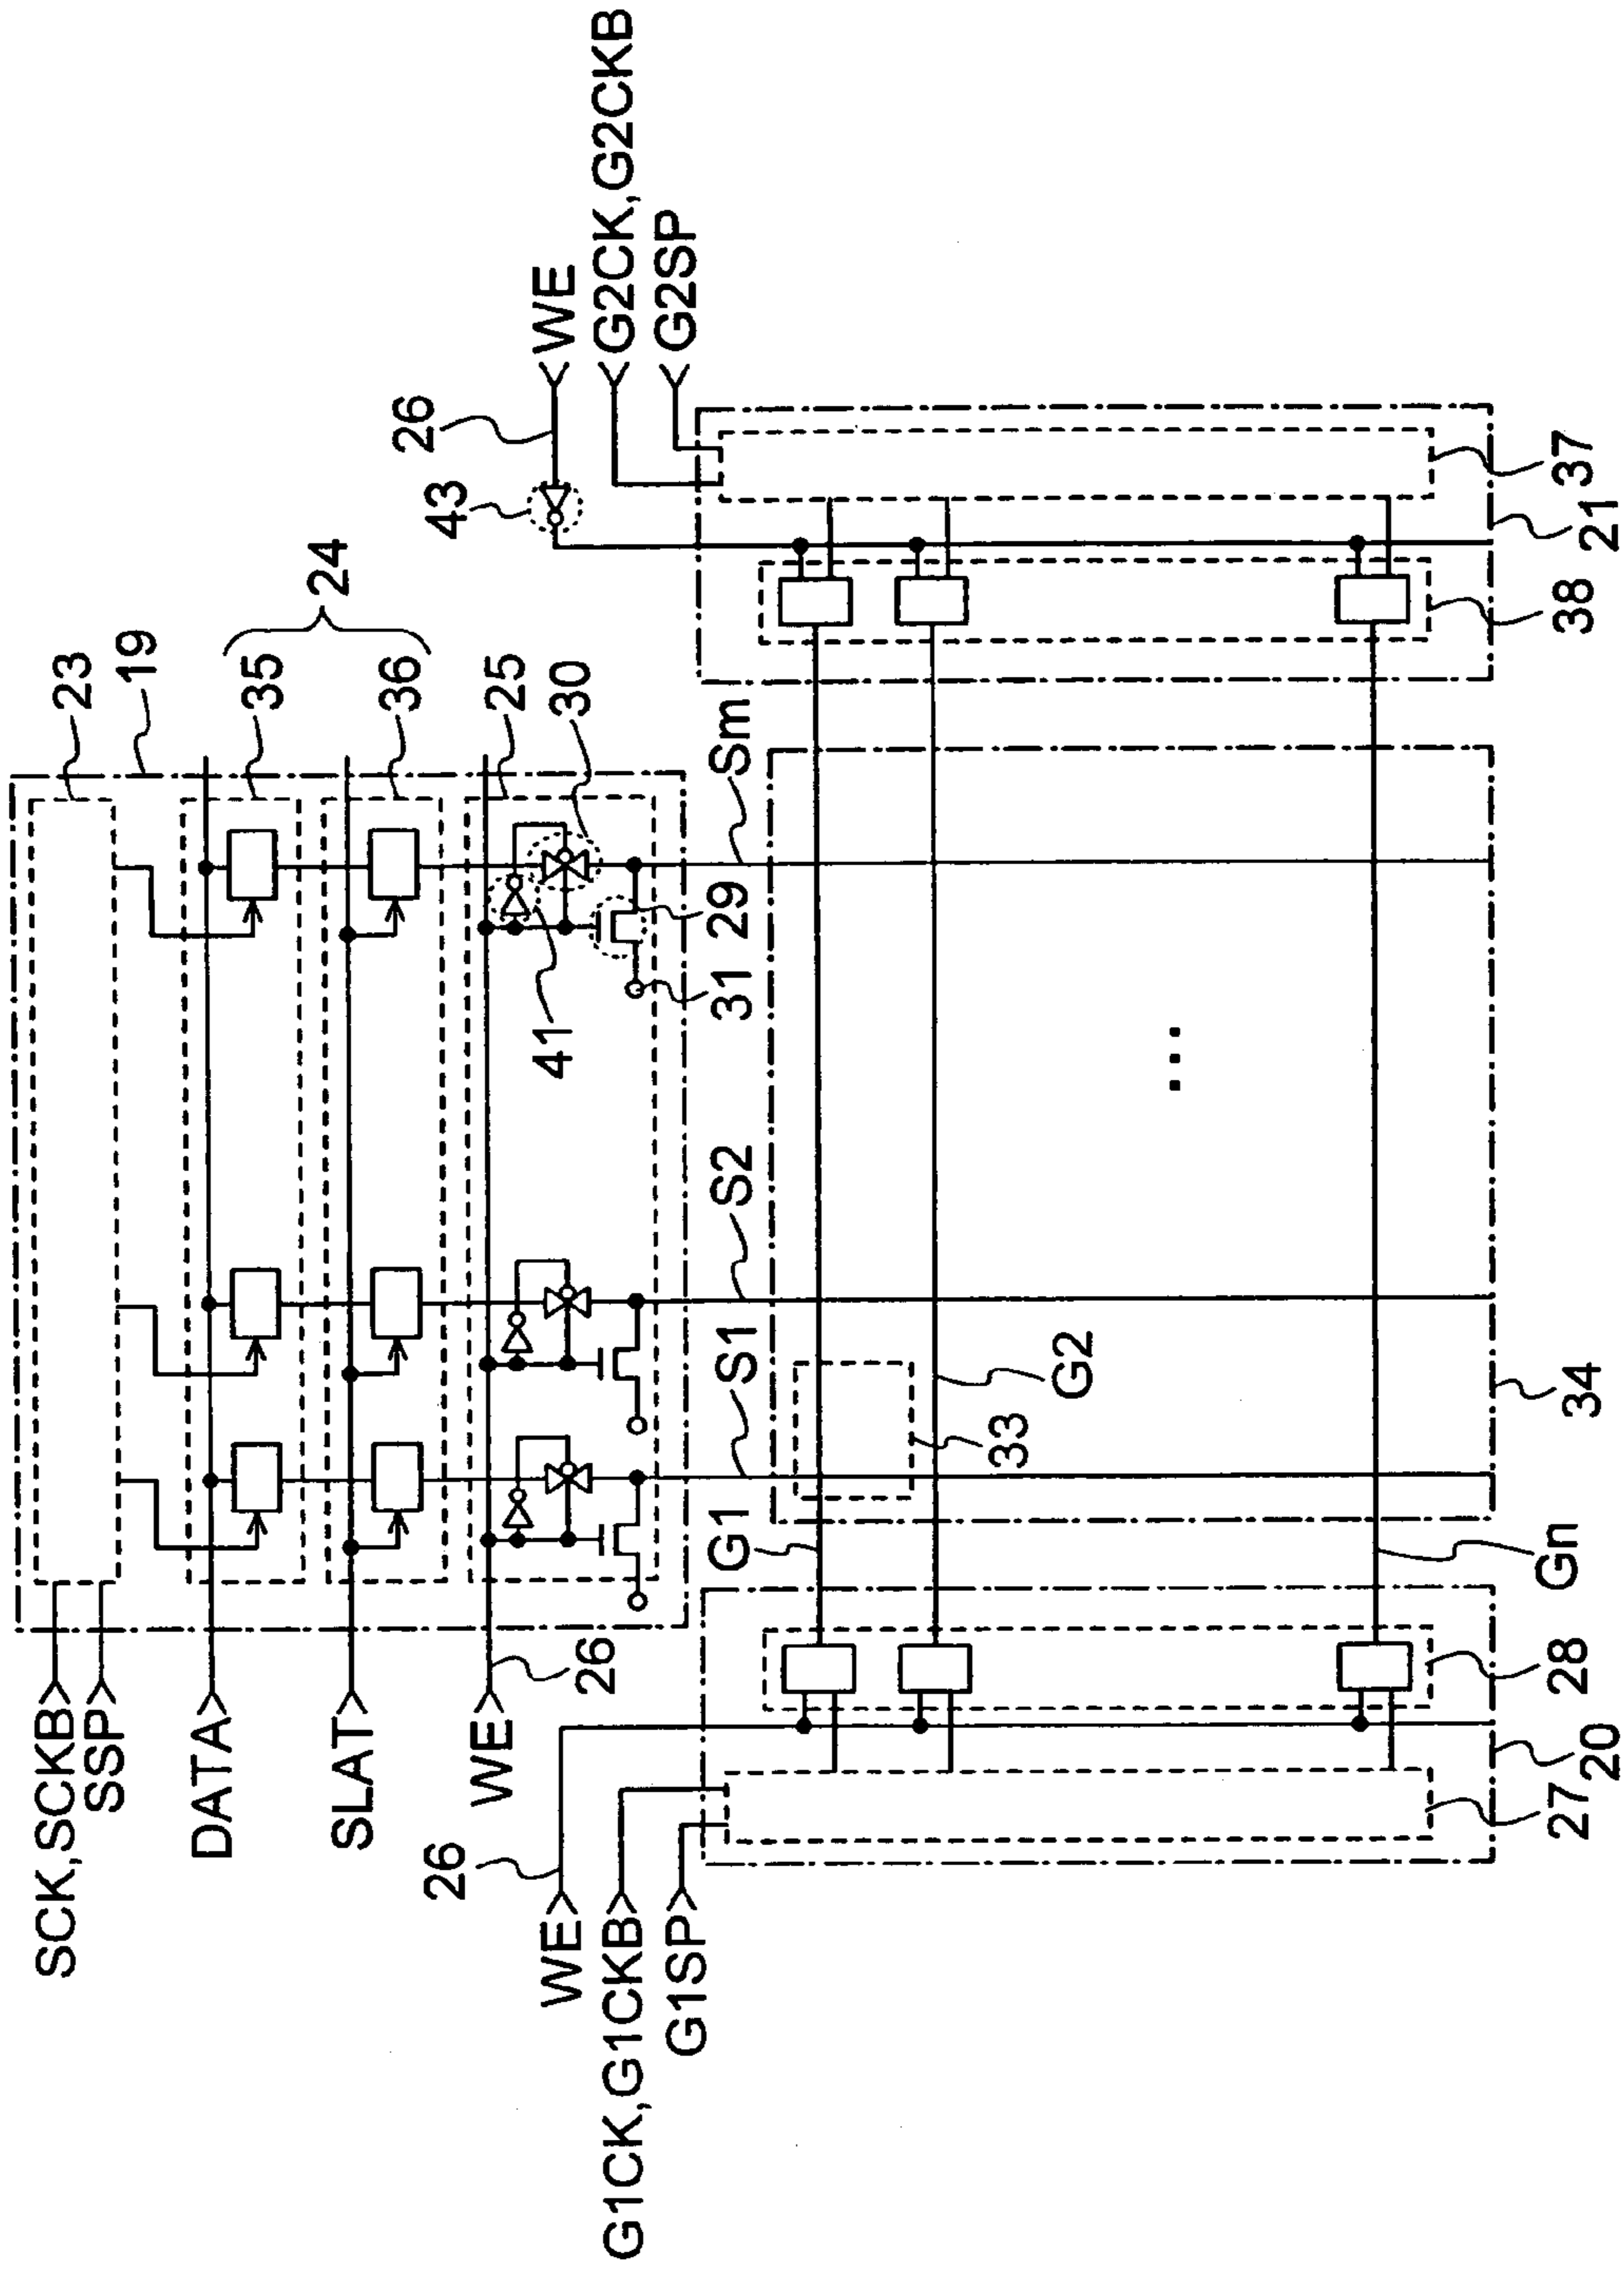 SCK,SCKB
SSP
DATA
SLAT
WE
26
23
19
35
36
24
25
30
41
31
29
S1
S2
Sm
26
WE
G1CK,G1CKB
G1SP
43
26
WE
G2CK,G2CKB
G2SP
G1
33
G2
...
Gn
27
20
28
34
38
21
37